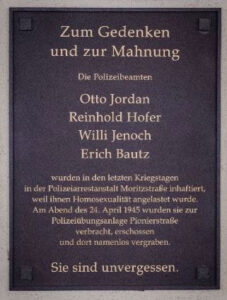 Zum Gedenken
und zur Mahnung
Die Polizeibeamten
Otto Jordan
Reinhold Hofer
Willi Jenoch
Erich Bautz
wurden in den letzten Kriegstagen
in der Polizeiarrestanstalt Moritzstraße inhaftiert,
weil ihnen Homosexualität angelastet wurde.
Am Abend des 24. April 1945 wurden sie zur
Polizeiübungsanlage Pionierstraße
verbracht, erschossen
und dort namenlos vergraben.
Sie sind unvergessen.